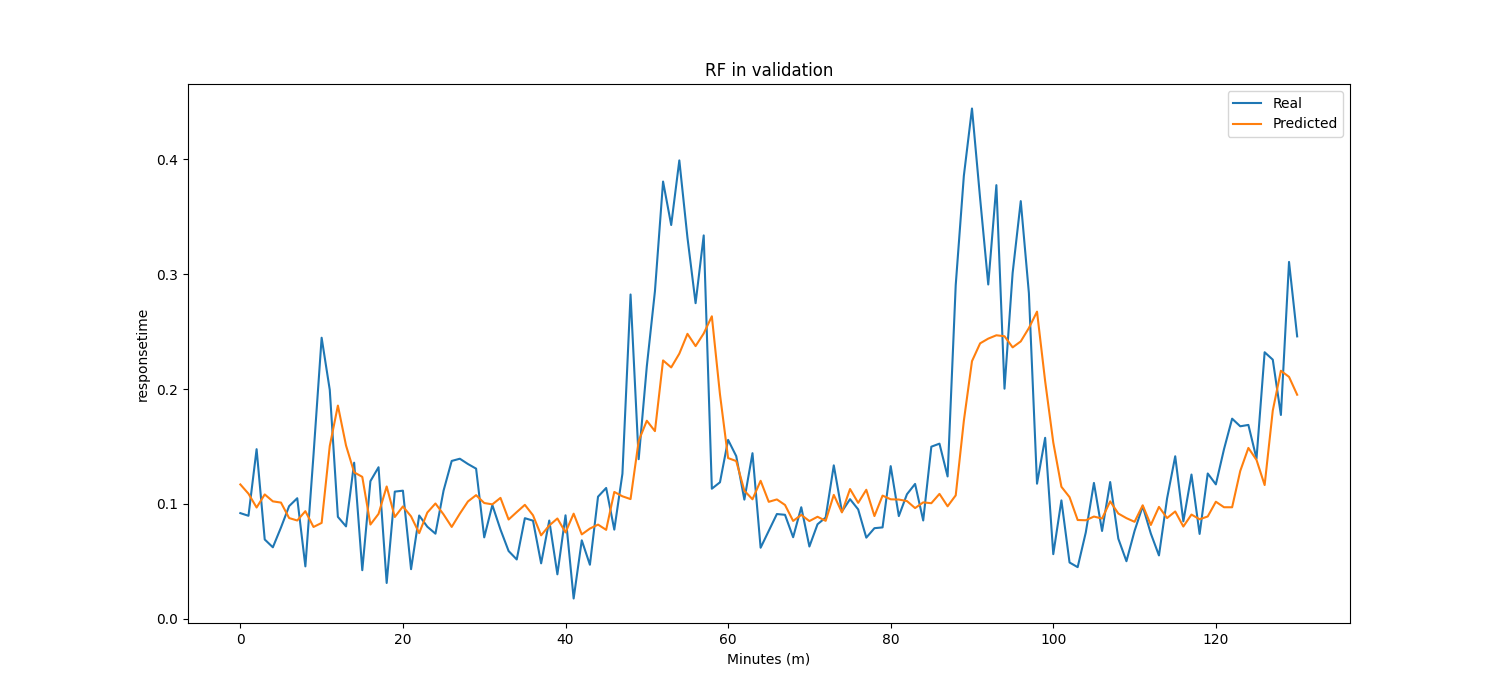 RF in validation
Real
Predicted
responsetime
0.4
0.3
0.2
0.1
0.0
0 20 40 60 80 100 120
Minutes (m)